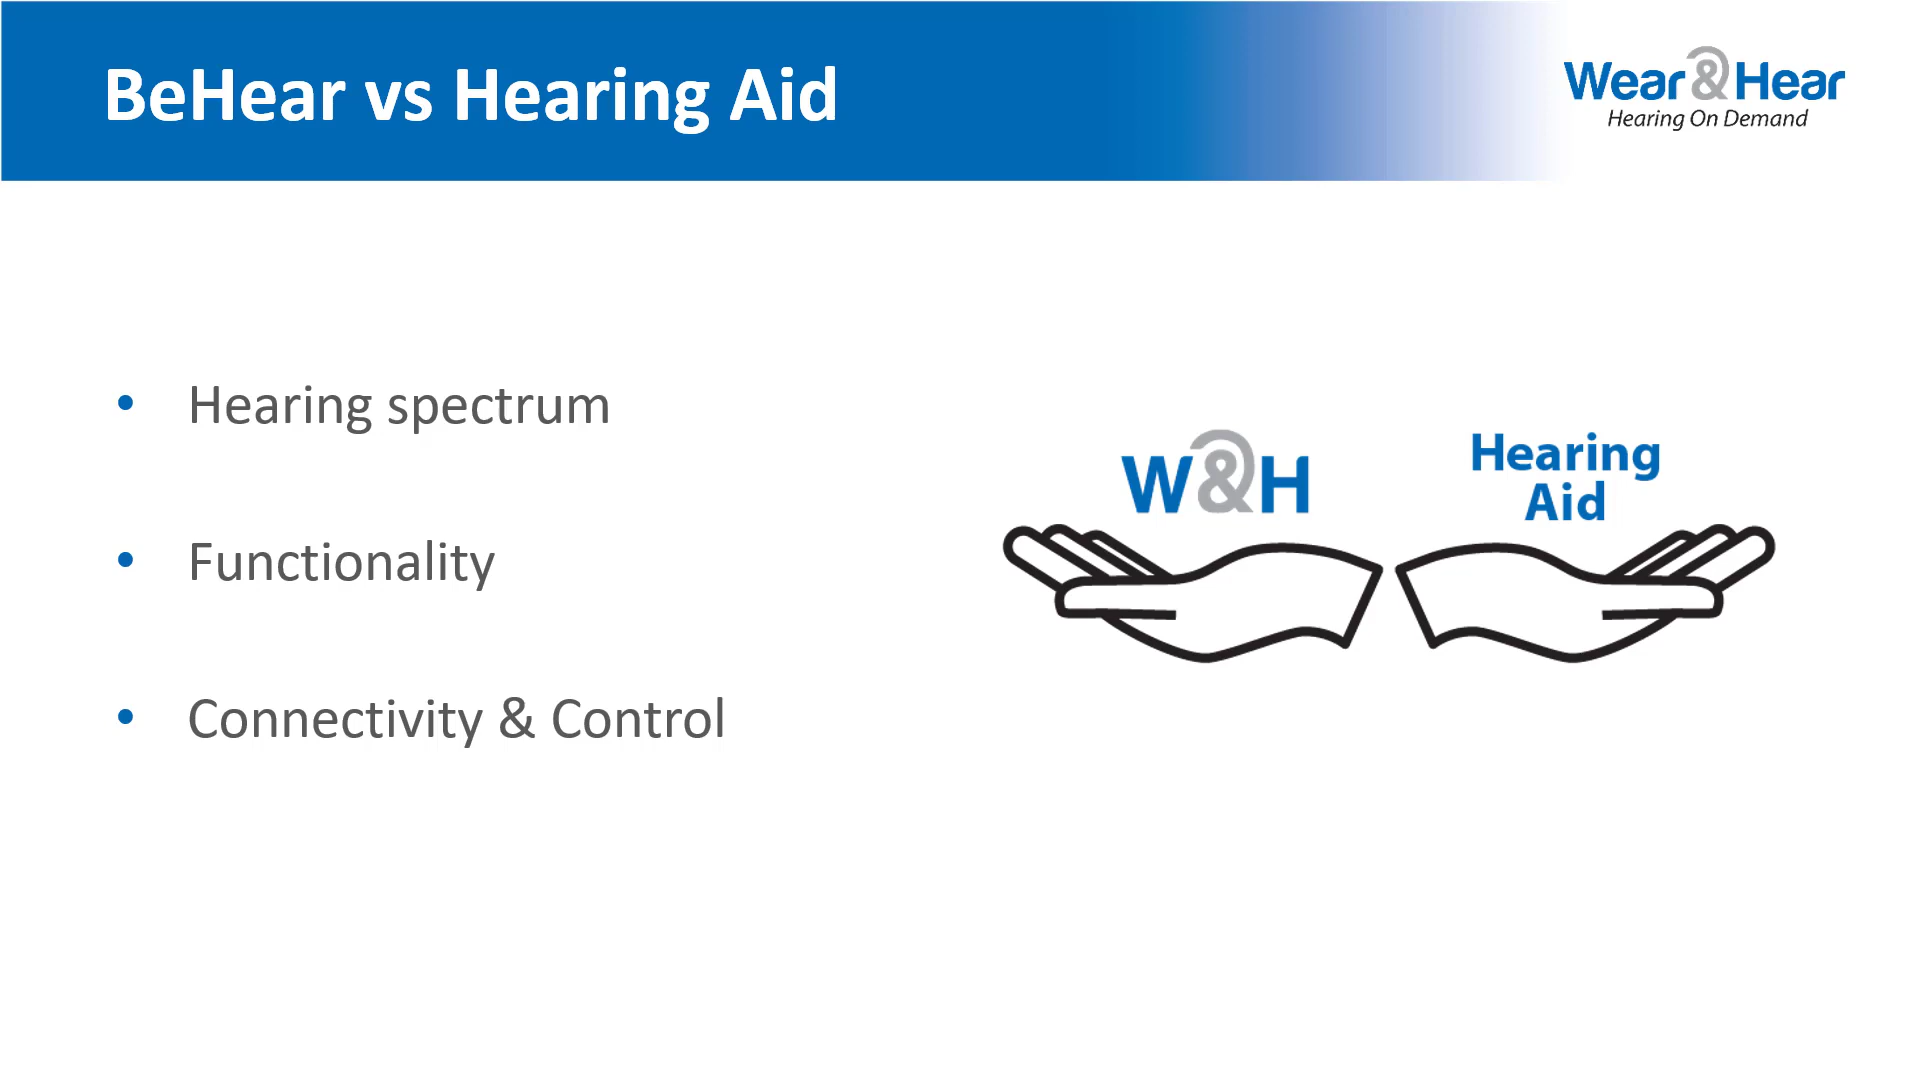 BeHear vs Hearing Aid
Wear&Hear
Hearing On Demand
• Hearing spectrum
• Functionality
• Connectivity & Control
W&H
Hearing
Aid